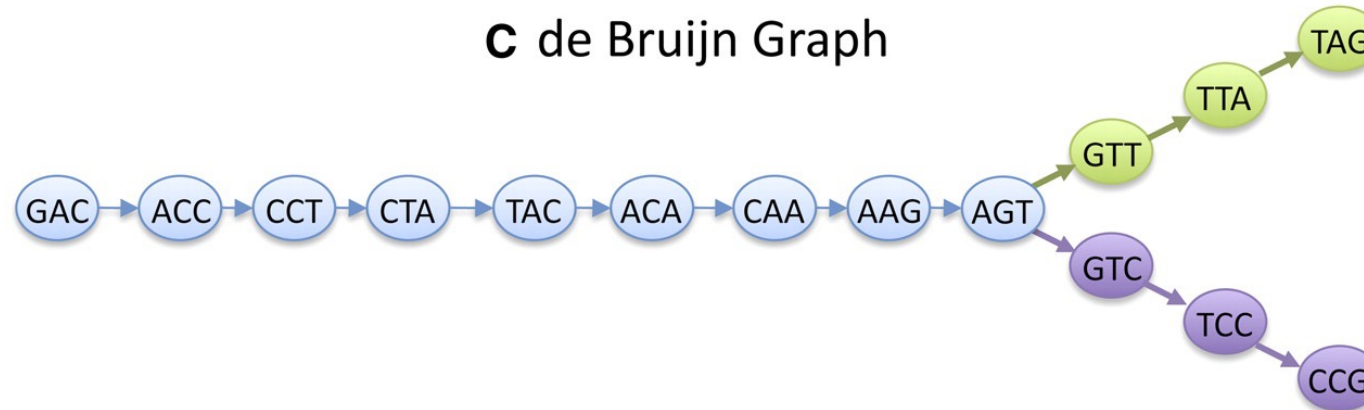 C de Bruijn Graph
TAG
TTA
GTT
GAC ACC CCT CTA TAC ACA CAA AAG AGT
GTC
TCC
CCG